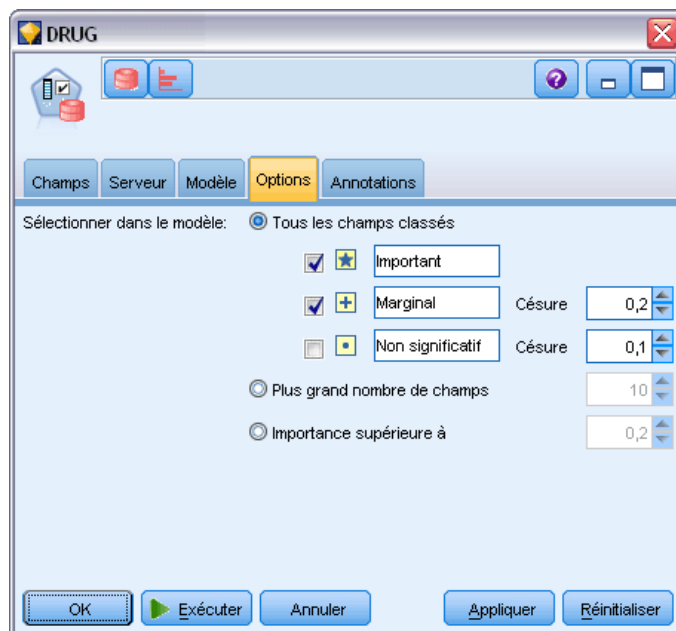 DRUG
?
Champs Serveur Modèle Options Annotations
Sélectionner dans le modèle: Tous les champs classés
Important
Marginal Césure 0,2
Non significatif Césure 0,1
Plus grand nombre de champs 10
Importance supérieure à 0,2
OK Exécuter Annuler Appliquer Réinitialiser